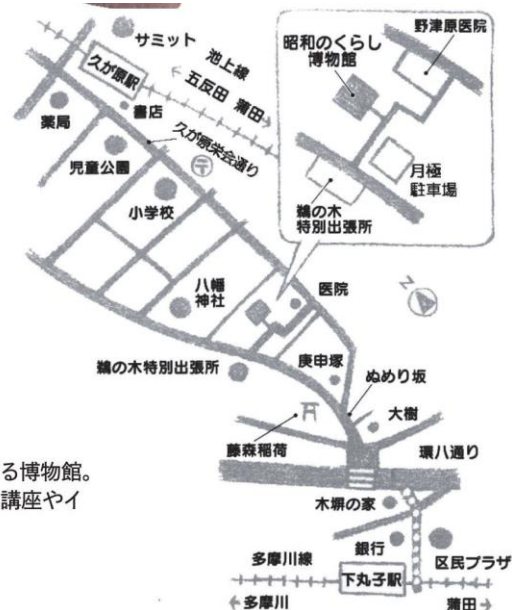 サミット
池上線
久が原駅
←五反田 蒲田→
書店
薬局
久が原栄会通り
〒
児童公園
小学校
昭和のくらし
博物館
野津原医院
月極
駐車場
鵜の木
特別出張所
N
八幡
神社
医院
鵜の木特別出張所
庚申塚
ぬめり坂
大樹
藤森稲荷
環八通り
る博物館。
講座やイ
木塀の家
銀行
区民プラザ
多摩川線
下丸子駅
←多摩川
蒲田→